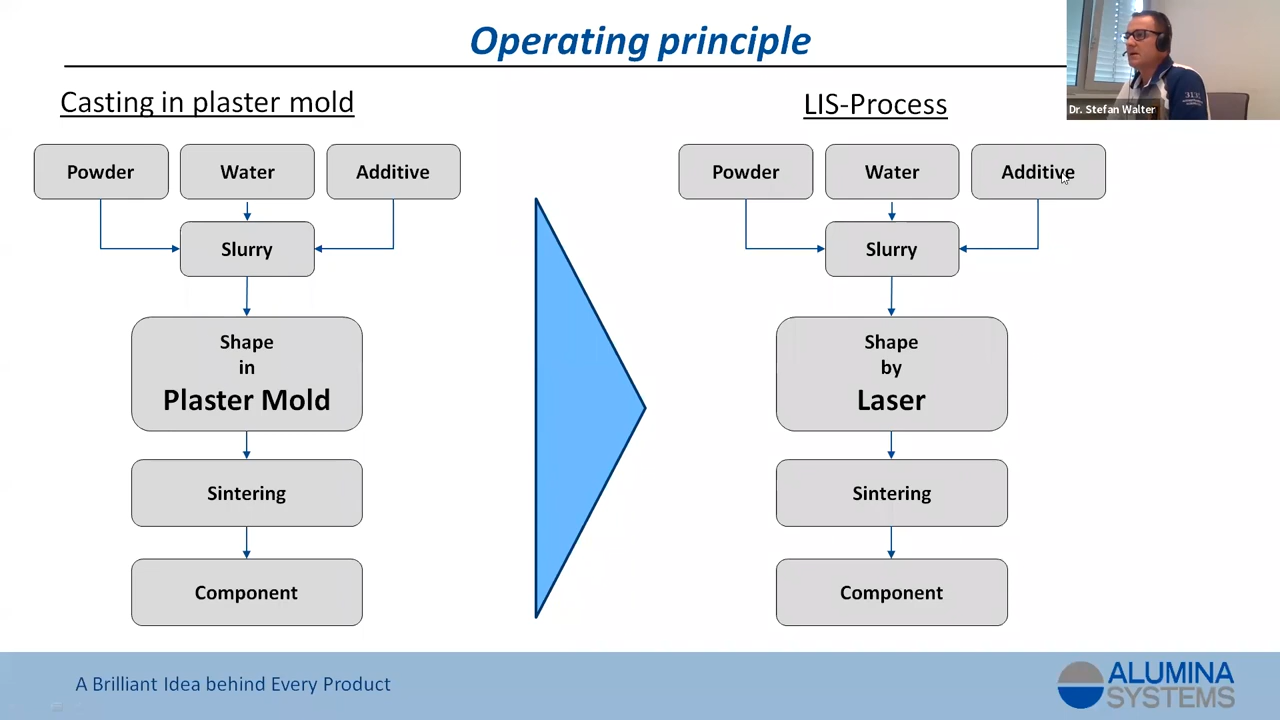 Operating principle
Dr. Stefan Walter
Casting in plaster mold
Powder
Water
Additive
Slurry
Shape
in
Plaster Mold
Sintering
Component
LIS-Process
Powder
Water
Additive
Slurry
Shape
by
Laser
Sintering
Component
A Brilliant Idea behind Every Product
ALUMINA
SYSTEMS